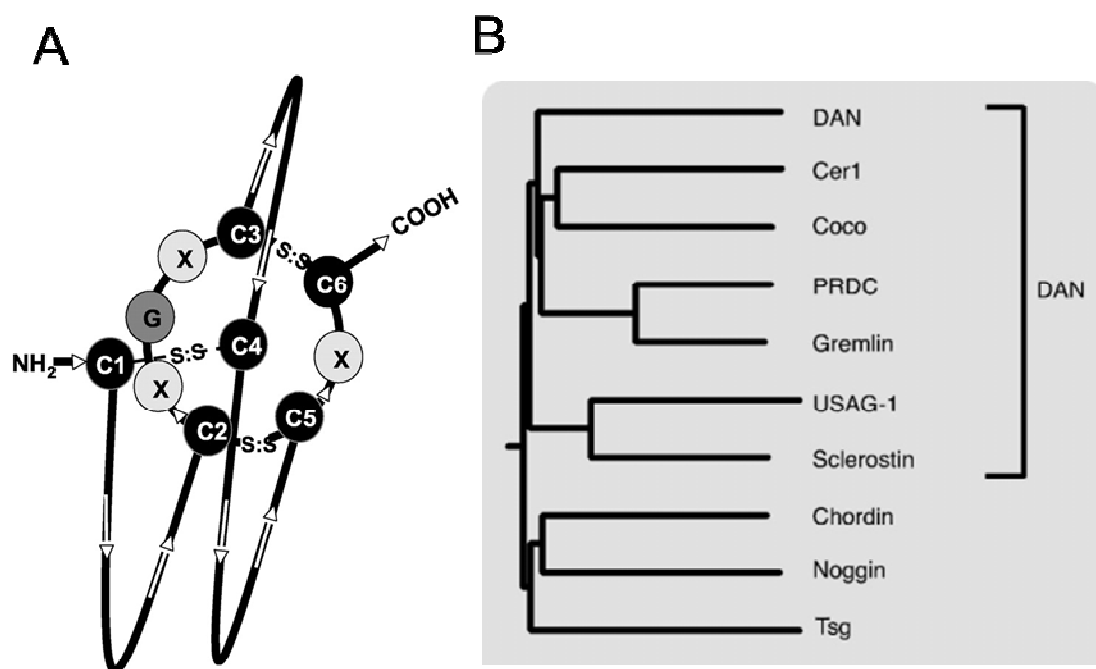 A
B
C3
X
S:S
C6
COOH
G
NH2
C1
S:S
C4
X
X
C2
S:S
C5
DAN
Cer1
Coco
PRDC
Gremlin
USAG-1
Sclerostin
Chordin
Noggin
Tsg
DAN